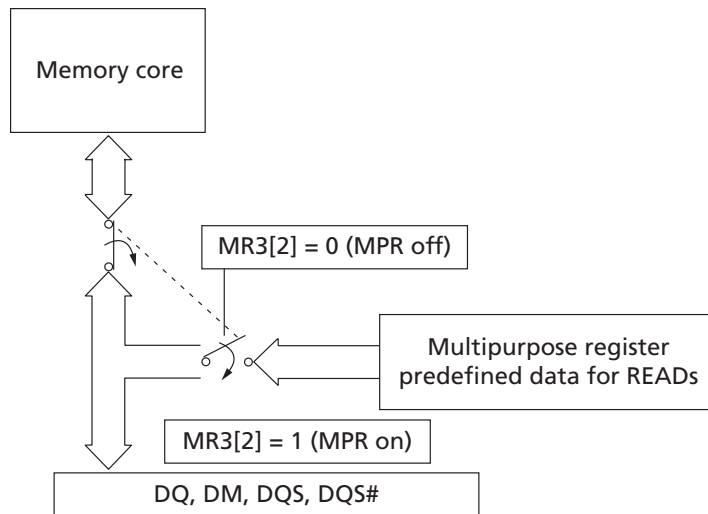 Memory core
MR3[2] = 0 (MPR off)
Multipurpose register
predefined data for READs
MR3[2] = 1 (MPR on)
DQ, DM, DQS, DQS#